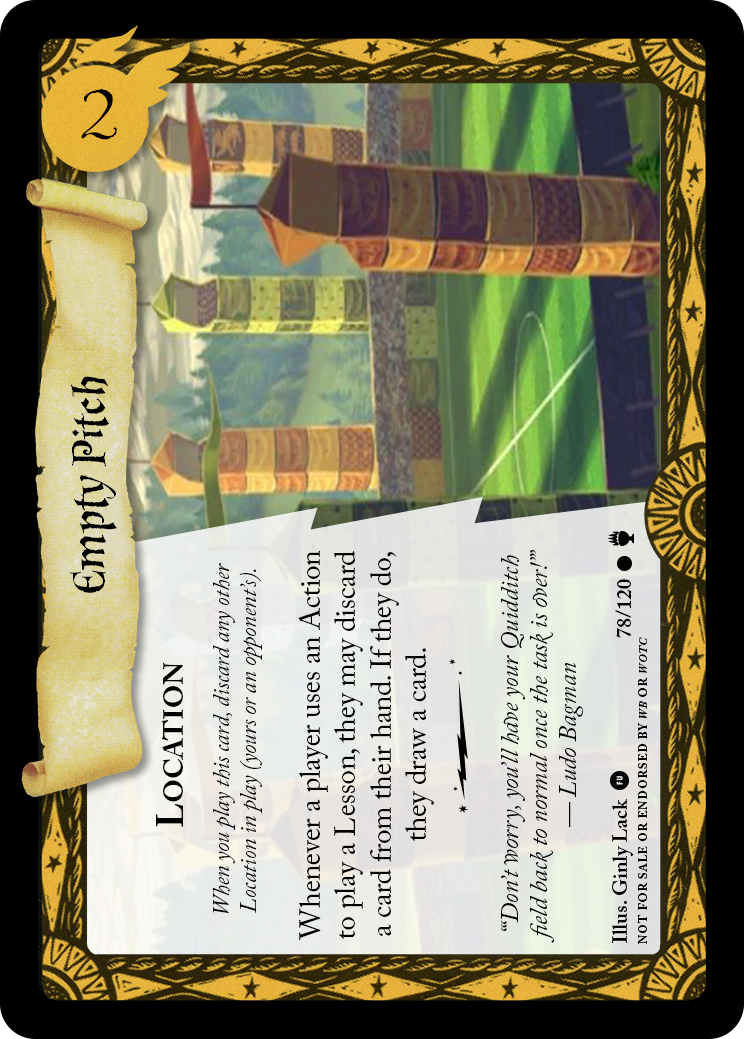 2
Empty Pitch
LOCATION
When you play this card, discard any other
Location in play (yours or an opponent's).
Whenever a player uses an Action
to play a Lesson, they may discard
a card from their hand. If they do,
they draw a card.
“Don't worry, you'll have your Quidditch
field back to normal once the task is over!”
— Ludo Bagman
Illus. Ginly Lack FU 78/120
NOT FOR SALE OR ENDORSED BY WB OR WOTC